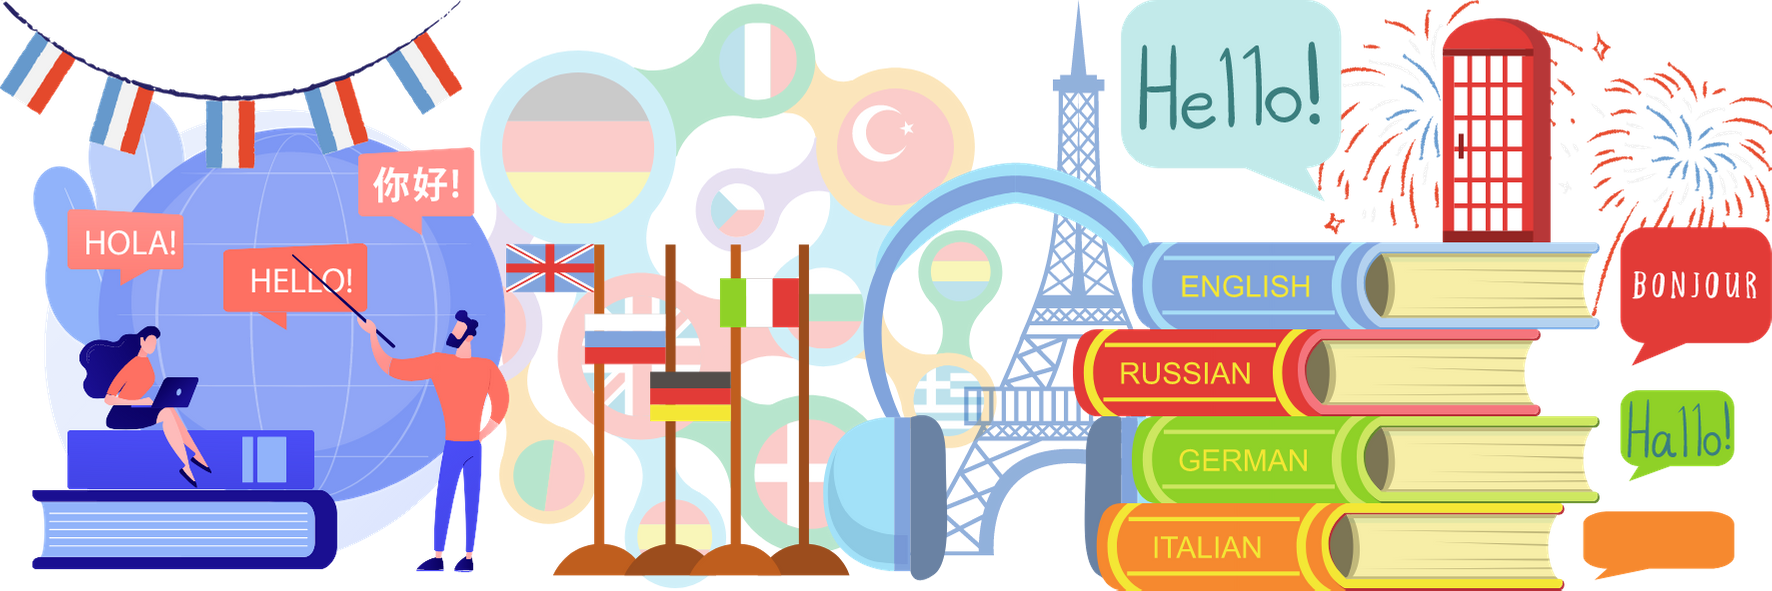 HOLA!
HELLO!
你好!
Hello!
ENGLISH
RUSSIAN
GERMAN
ITALIAN
BONJOUR
Hallo!